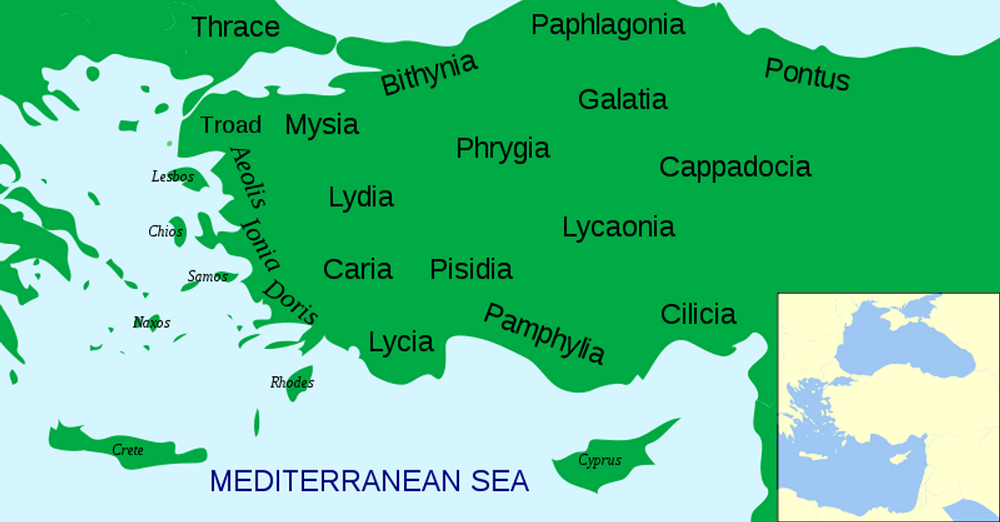 Thrace
Paphlagonia
Bithynia
Pontus
Galatia
Troad
Mysia
Phrygia
Cappadocia
Lesbos
Aeolis
Lydia
Chios
Ionia
Lycaonia
Samos
Caria
Pisidia
Doris
Naxos
Cilicia
Lycia
Pamphylia
Rhodes
Crete
Cyprus
MEDITERRANEAN SEA